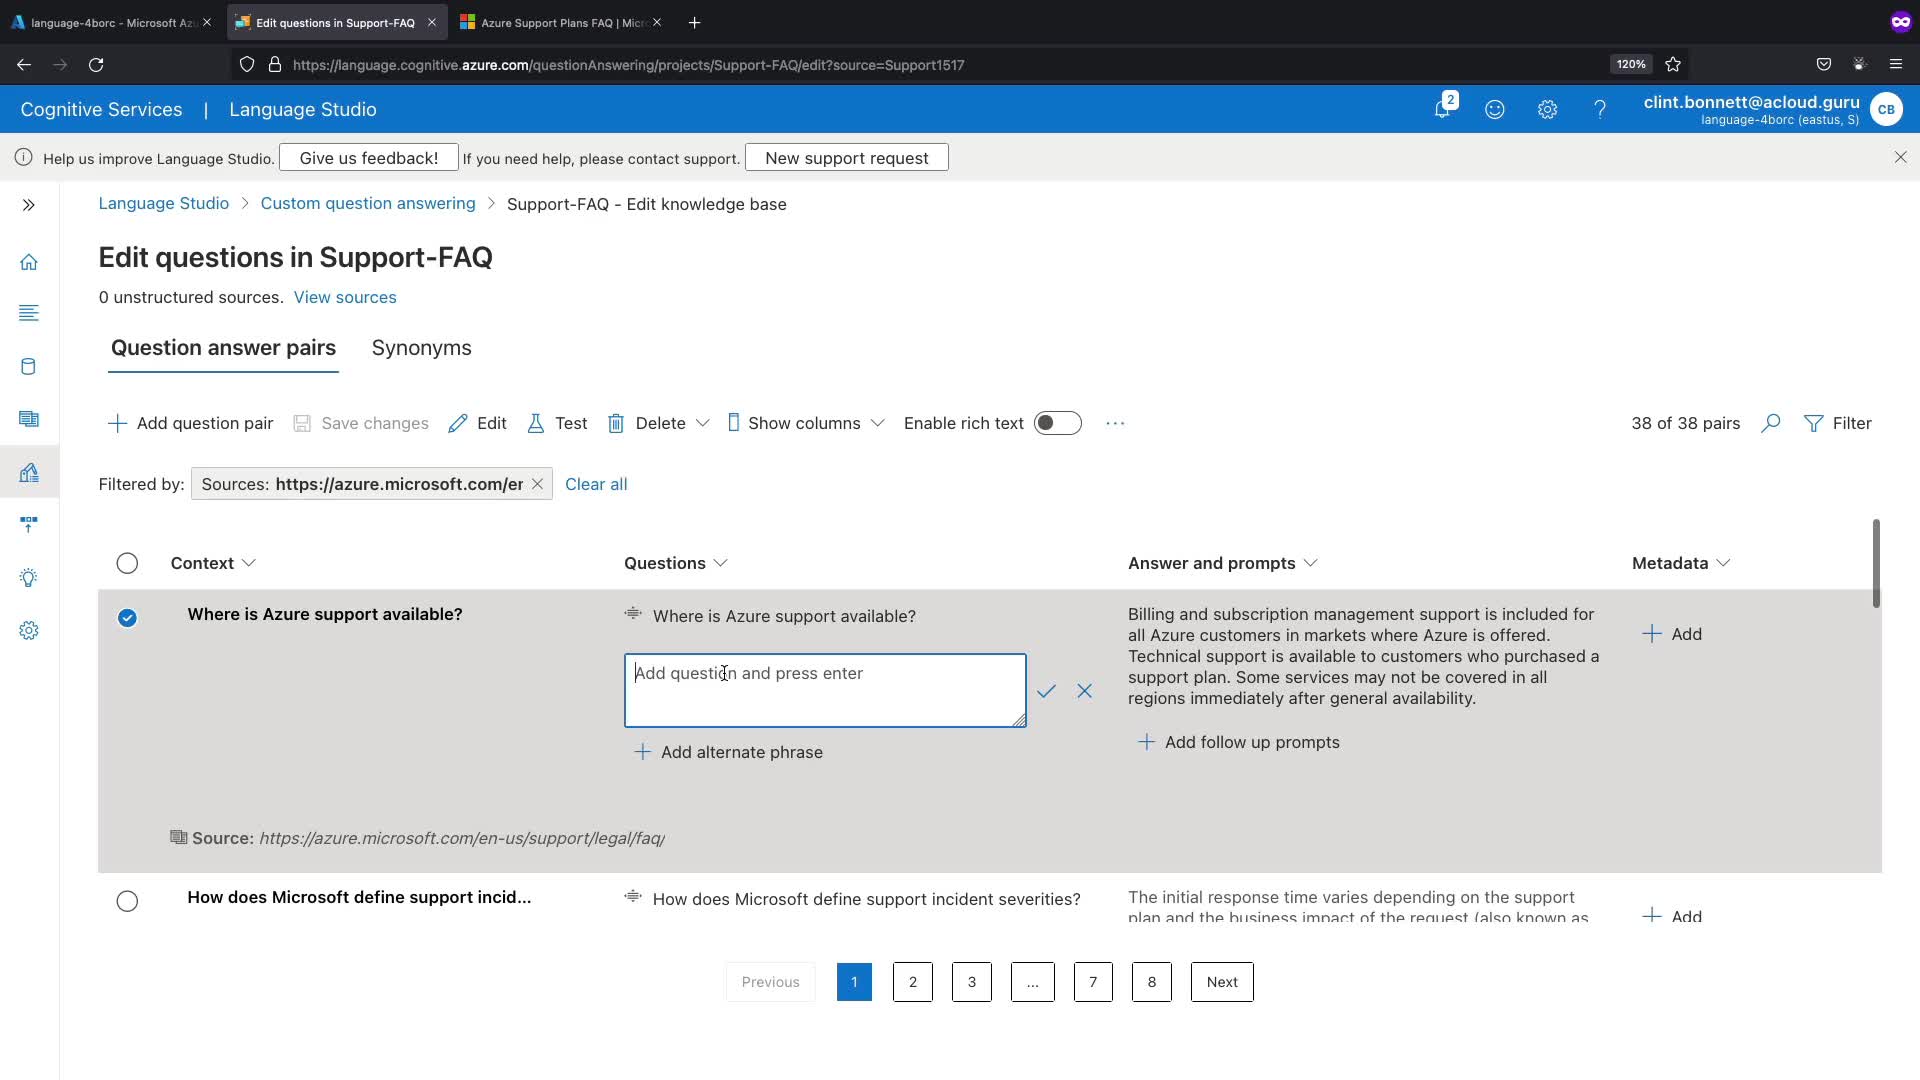 language-4borc - Microsoft Az
Edit questions in Support-FAQ
Azure Support Plans FAQ | Micr
https://language.cognitive.azure.com/questionAnswering/projects/Support-FAQ/edit?source=Support1517
120%
Cognitive Services | Language Studio
2
?
clint.bonnett@acloud.guru
language-4borc (eastus, S)
CB
Help us improve Language Studio. Give us feedback! If you need help, please contact support. New support request
Language Studio > Custom question answering > Support-FAQ - Edit knowledge base
Edit questions in Support-FAQ
0 unstructured sources. View sources
Question answer pairs
Synonyms
Add question pair
Save changes
Edit
Test
Delete
Show columns
Enable rich text
...
38 of 38 pairs
Filter
Filtered by: Sources: https://azure.microsoft.com/er
Clear all
Context
Questions
Answer and prompts
Metadata
Where is Azure support available?
Where is Azure support available?
Add question and press enter
Add alternate phrase
Billing and subscription management support is included for
all Azure customers in markets where Azure is offered.
Technical support is available to customers who purchased a
support plan. Some services may not be covered in all
regions immediately after general availability.
Add follow up prompts
Add
Source: https://azure.microsoft.com/en-us/support/legal/faq/
How does Microsoft define support incid...
How does Microsoft define support incident severities?
The initial response time varies depending on the support
plan and the business impact of the request (also known as
Add
Previous
1
2
3
...
7
8
Next